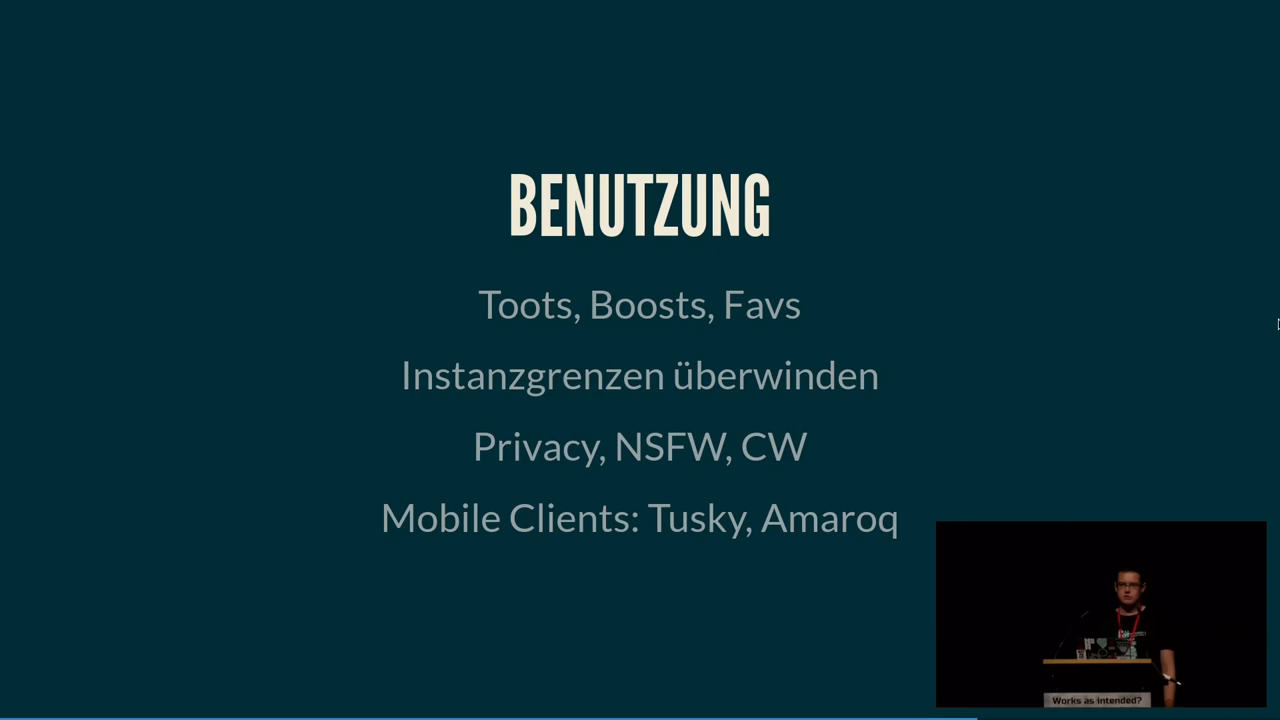 BENUTZUNG
Toots, Boosts, Favs
Instanzgrenzen überwinden
Privacy, NSFW, CW
Mobile Clients: Tusky, Amaroq
Works as intended?